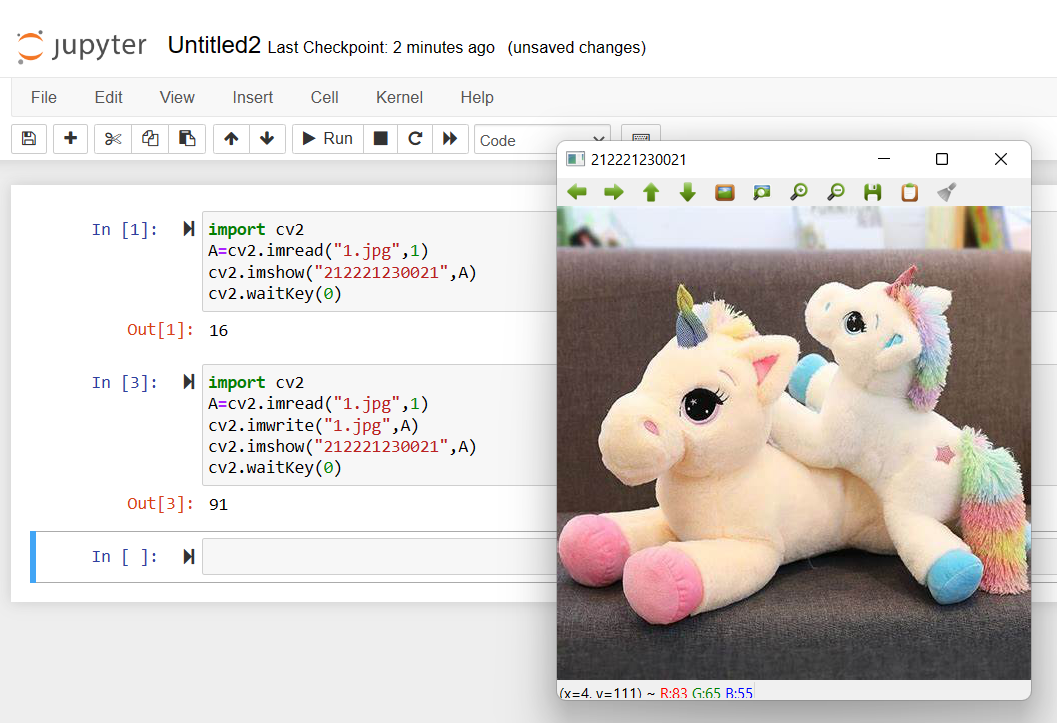 jupyter Untitled2 Last Checkpoint: 2 minutes ago (unsaved changes)
File Edit View Insert Cell Kernel Help
Run Code
In [1]: import cv2
A=cv2.imread("1.jpg",1)
cv2.imshow("212221230021",A)
cv2.waitKey(0)
Out[1]: 16
In [3]: import cv2
A=cv2.imread("1.jpg",1)
cv2.imwrite("1.jpg",A)
cv2.imshow("212221230021",A)
cv2.waitKey(0)
Out[3]: 91
In [ ]:
212221230021
(x=4, y=111) ~ R:83 G:65 B:55